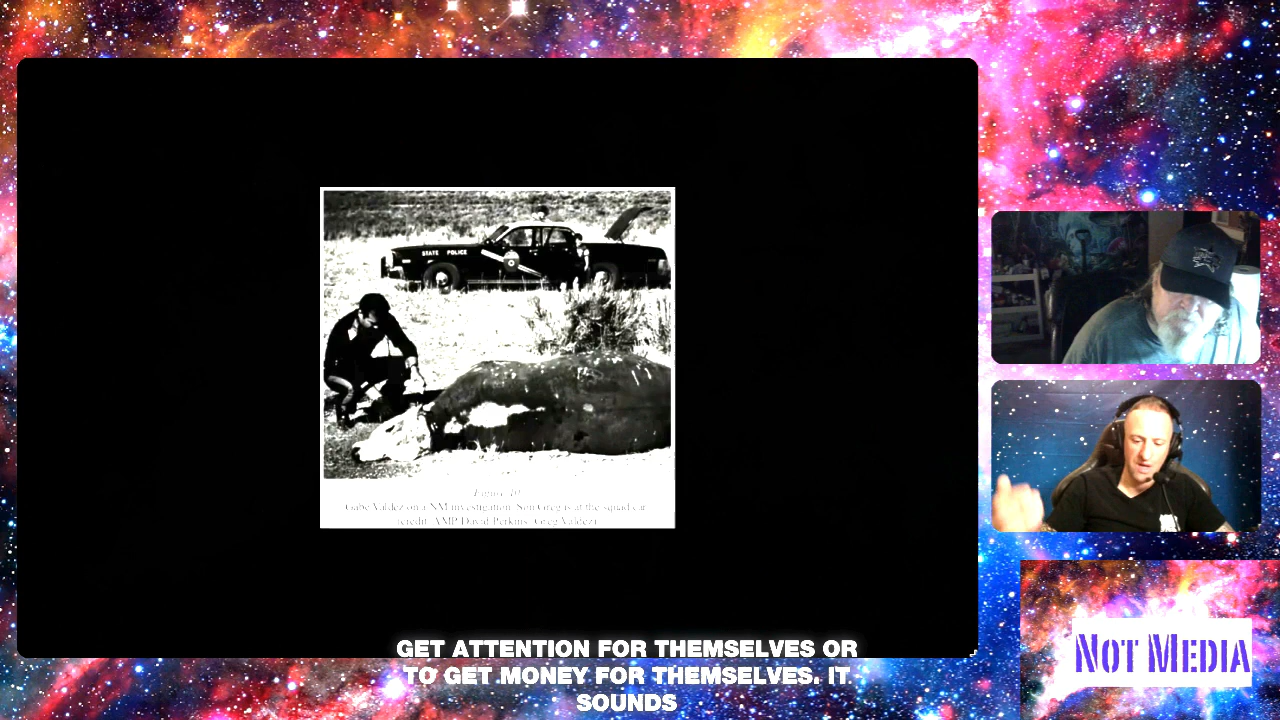 STATE POLICE
Figure 10
Gabe Valdez on a NM investigation. Son Greg is at the squad car
(credit: AMP David Perkins, Greg Valdez)
GET ATTENTION FOR THEMSELVES OR
TO GET MONEY FOR THEMSELVES. IT
SOUNDS
NOT MEDIA